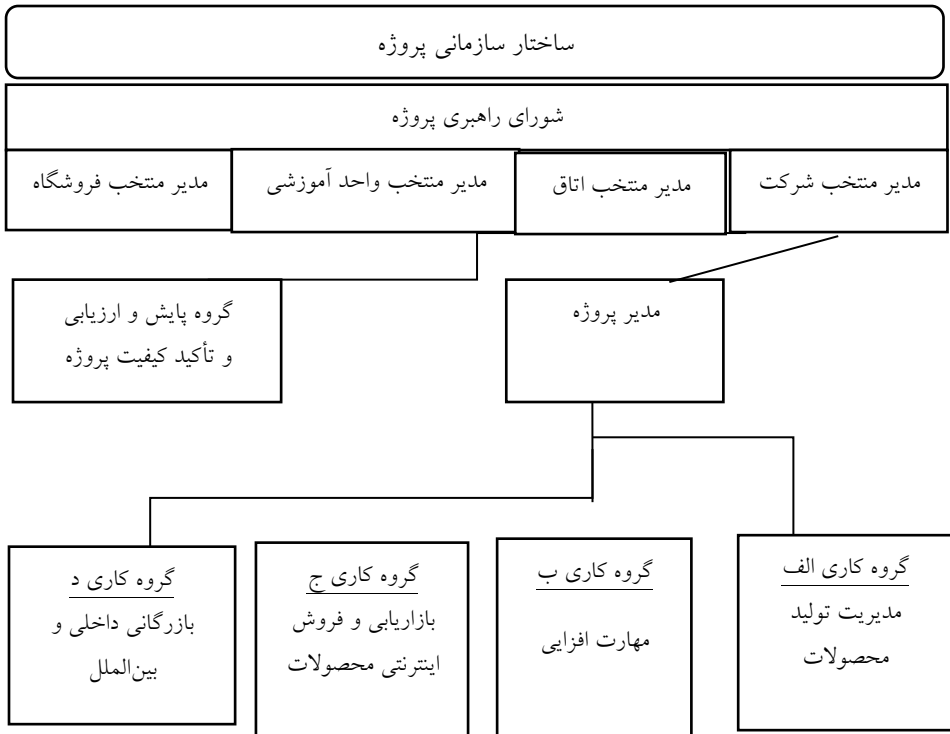 ساختار سازمانی پروژه
شورای راهبری پروژه
مدیر منتخب شرکت
مدیر منتخب اتاق
مدیر منتخب واحد آموزشی
مدیر منتخب فروشگاه
مدیر پروژه
گروه پایش و ارزیابی
و تأکید کیفیت پروژه
گروه کاری الف
مدیریت تولید
محصولات
گروه کاری ب
مهارت افزایی
گروه کاری ج
بازاریابی و فروش
اینترنتی محصولات
گروه کاری د
بازرگانی داخلی و
بین‌الملل